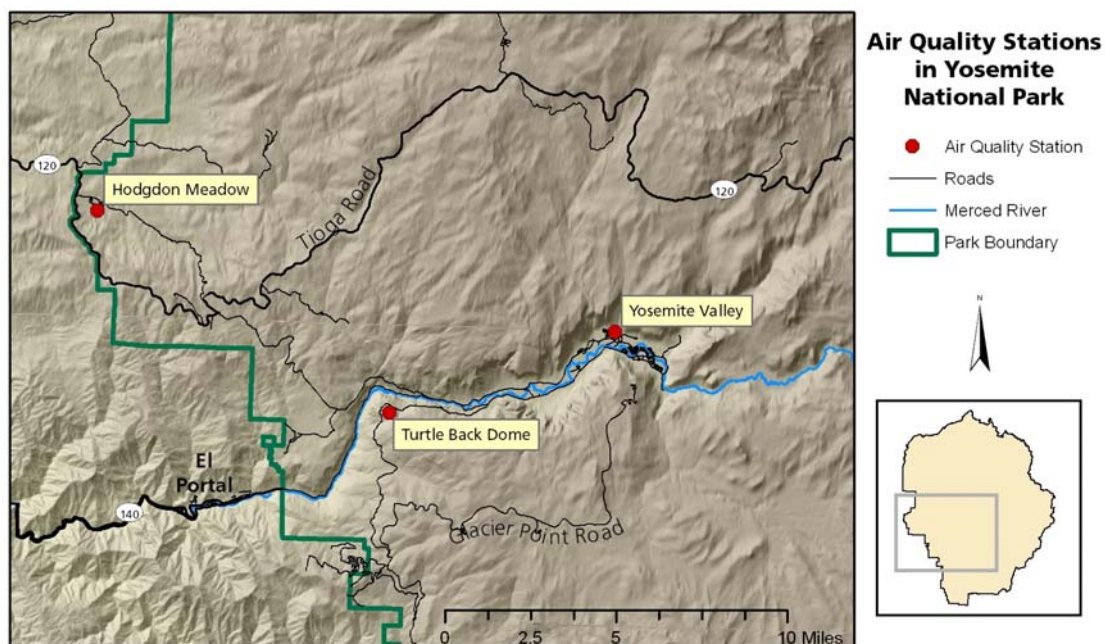 Air Quality Stations
in Yosemite
National Park
Air Quality Station
Roads
Merced River
Park Boundary
N
120
Hodgdon Meadow
Tioga Road
120
Yosemite Valley
Turtle Back Dome
El
Portal
140
Glacier Point Road
0 2.5 5 10 Miles